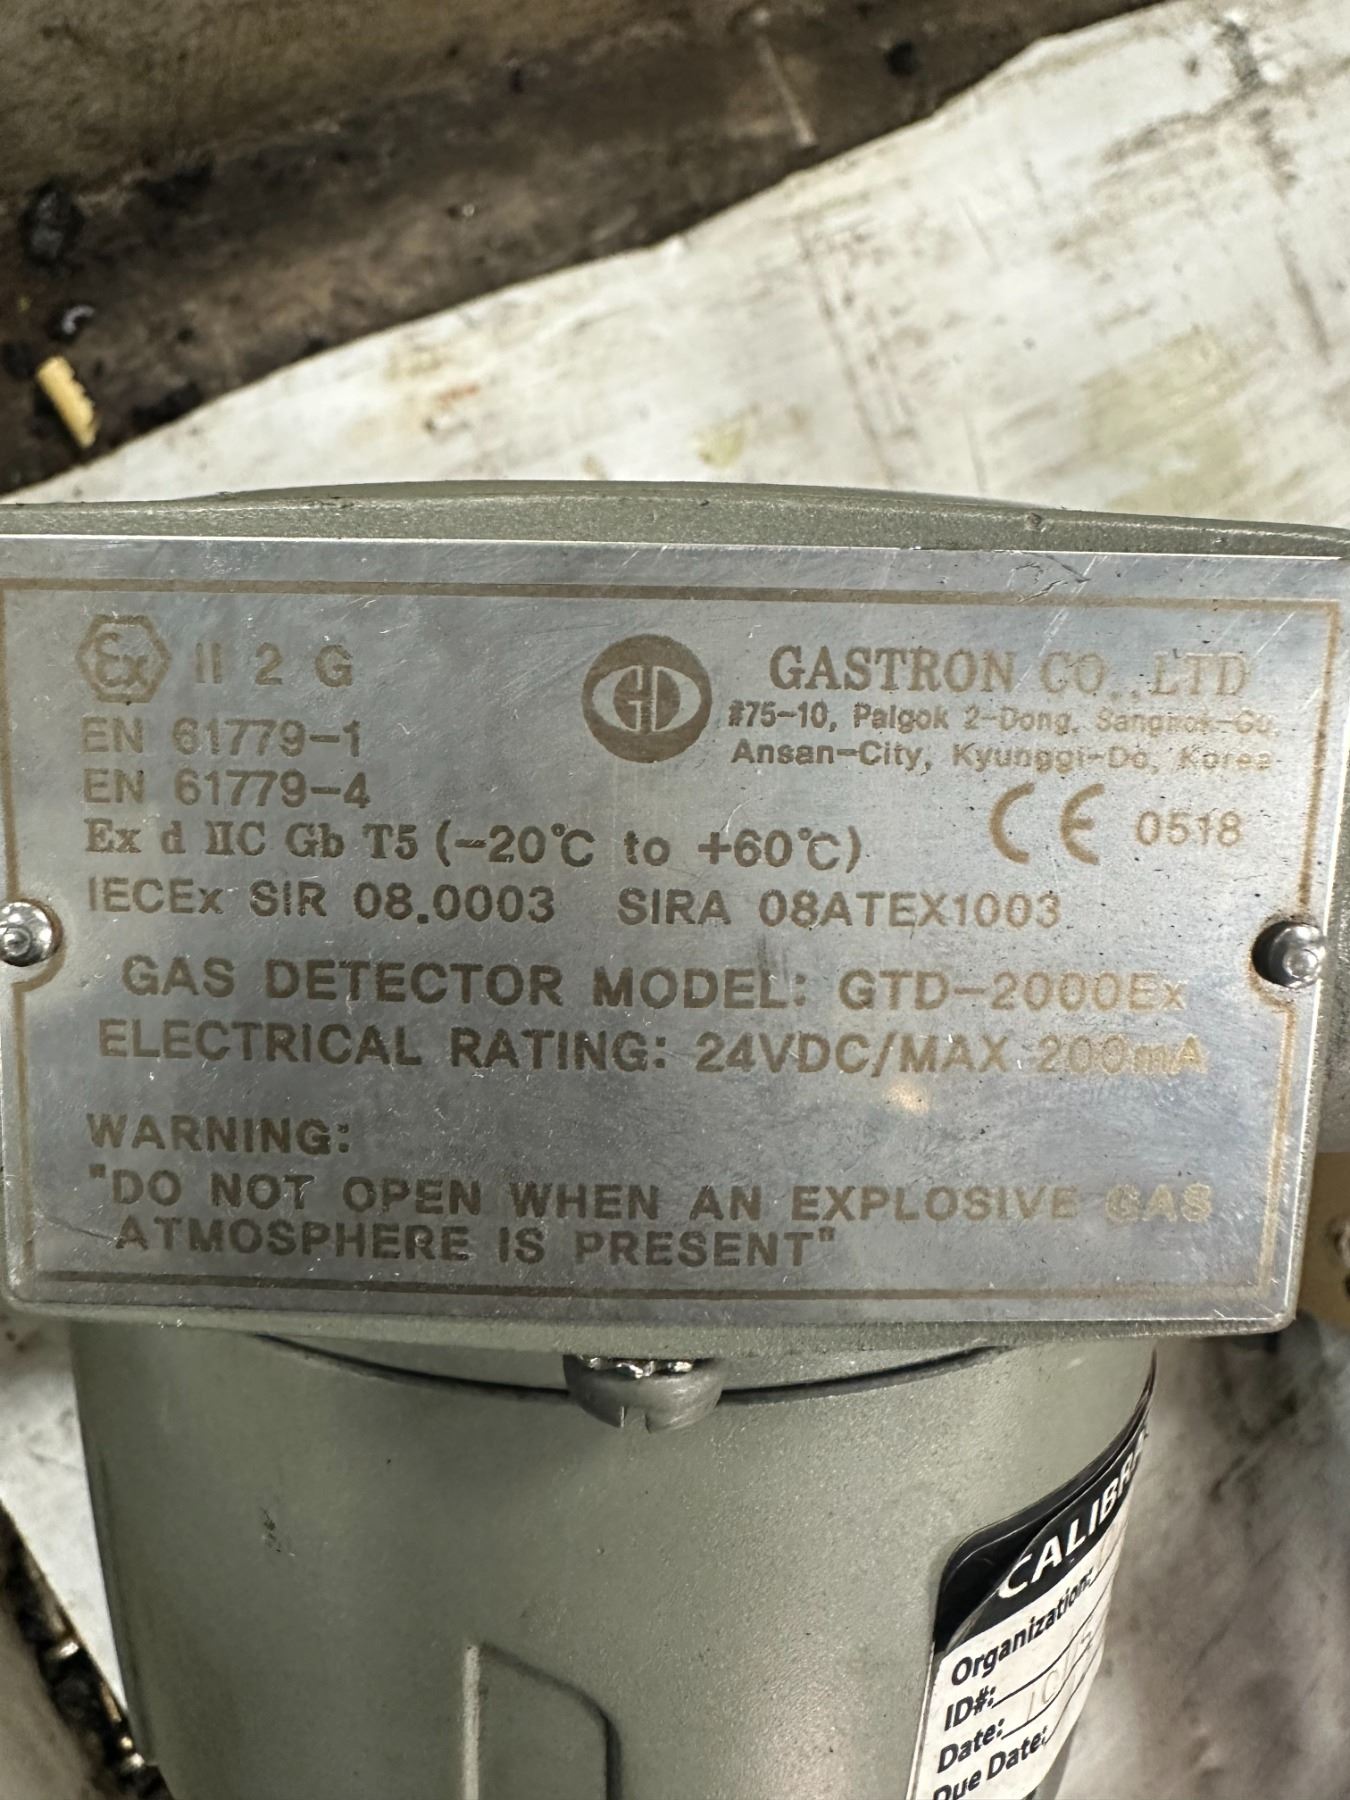 Ex II 2 G
EN 61779-1
EN 61779-4
GD GASTRON CO.,LTD
#75-10, Palgok 2-Dong, Sangnok-Gu,
Ansan-City, Kyunggi-Do, Korea
CE 0518
Ex d IIC Gb T5 (-20℃ to +60℃)
IECEx SIR 08.0003 SIRA 08ATEX1003
GAS DETECTOR MODEL: GTD-2000Ex
ELECTRICAL RATING: 24VDC/MAX 200mA
WARNING:
"DO NOT OPEN WHEN AN EXPLOSIVE GAS
ATMOSPHERE IS PRESENT"
Organization:
ID#:
Date:
Due Date: